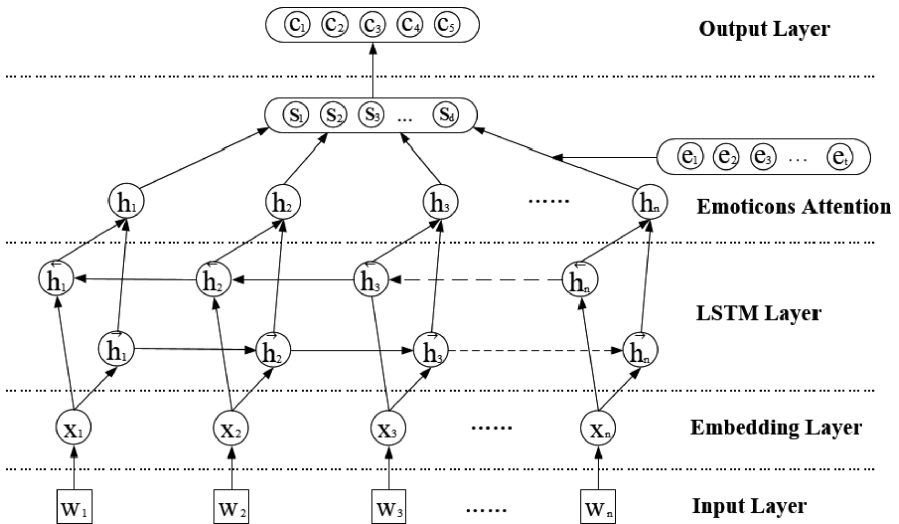 c₁ c₂ c₃ c₄ c₅ Output Layer
s₁ s₂ s₃ ... s_d
e₁ e₂ e₃ ... e_t
h₁ h₂ h₃ ...... hₙ Emoticons Attention
←h₁ ←h₂ ←h₃ ←hₙ
LSTM Layer
→h₁ →h₂ →h₃ →hₙ
x₁ x₂ x₃ ...... xₙ Embedding Layer
w₁ w₂ w₃ ...... wₙ Input Layer